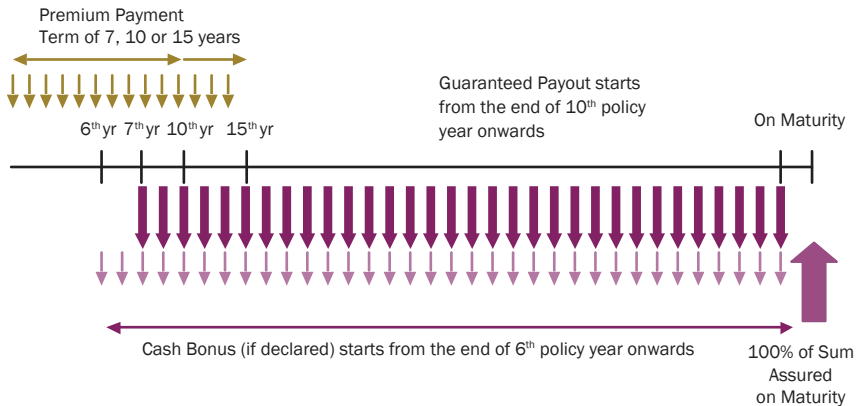 Premium Payment
Term of 7, 10 or 15 years
Guaranteed Payout starts
from the end of 10th policy
year onwards
On Maturity
6th yr 7th yr 10th yr 15th yr
Cash Bonus (if declared) starts from the end of 6th policy year onwards
100% of Sum
Assured
on Maturity